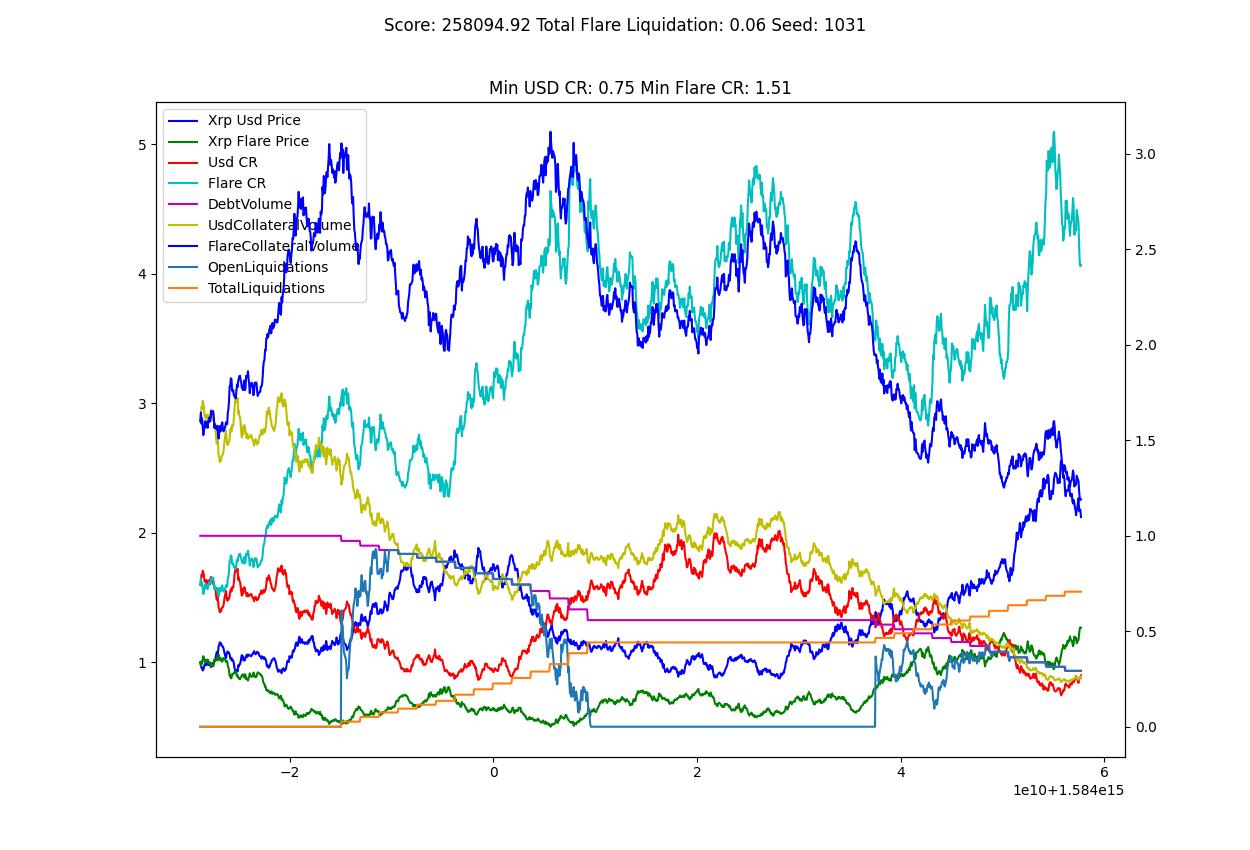 Score: 258094.92 Total Flare Liquidation: 0.06 Seed: 1031
Min USD CR: 0.75 Min Flare CR: 1.51
Xrp Usd Price
Xrp Flare Price
Usd CR
Flare CR
DebtVolume
UsdCollateralVolume
FlareCollateralVolume
OpenLiquidations
TotalLiquidations
5
4
3
2
1
3.0
2.5
2.0
1.5
1.0
0.5
0.0
−2
0
2
4
6
1e10+1.584e15